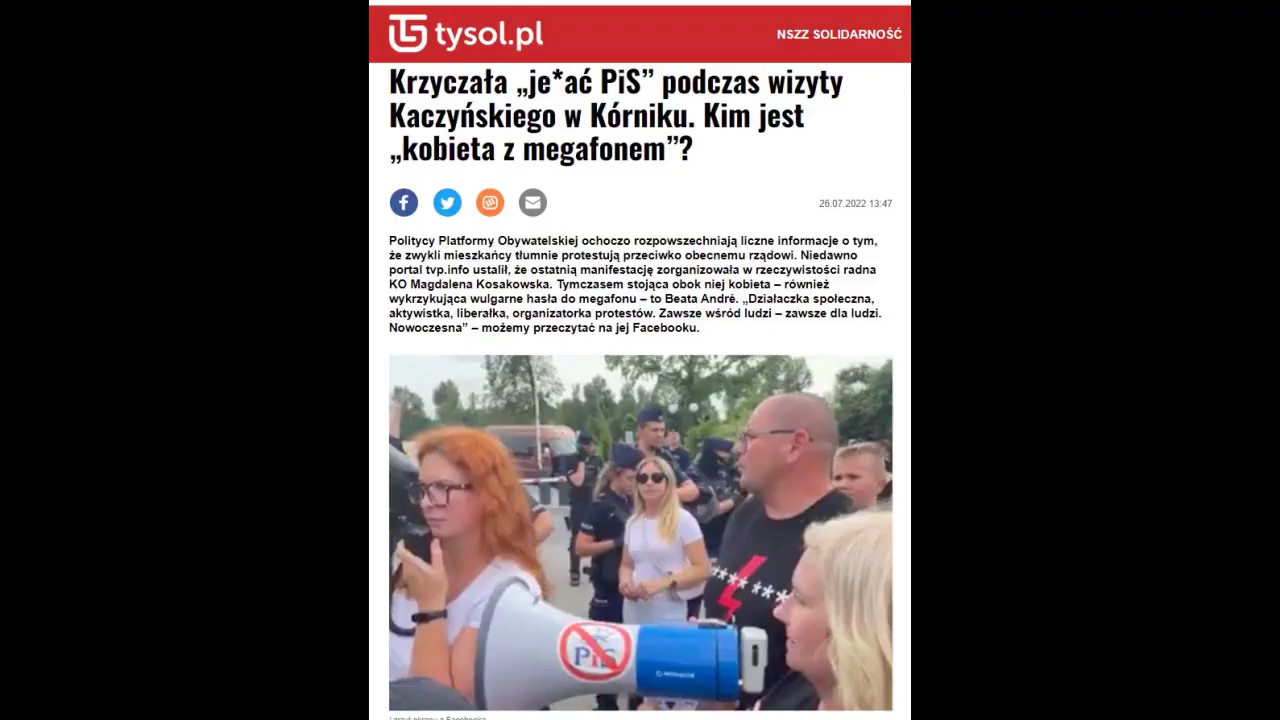 tysol.pl
NSZZ SOLIDARNOŚĆ
Krzyczała „je*ać PiS” podczas wizyty
Kaczyńskiego w Kórniku. Kim jest
„kobieta z megafonem”?
26.07.2022 13:47
Politycy Platformy Obywatelskiej ochoczo rozpowszechniają liczne informacje o tym,
że zwykli mieszkańcy tłumnie protestują przeciwko obecnemu rządowi. Niedawno
portal tvp.info ustalił, że ostatnią manifestację zorganizowała w rzeczywistości radna
KO Magdalena Kosakowska. Tymczasem stojąca obok niej kobieta – również
wykrzykująca wulgarne hasła do megafonu – to Beata André. „Działaczka społeczna,
aktywistka, liberałka, organizatorka protestów. Zawsze wśród ludzi – zawsze dla ludzi.
Nowoczesna” – możemy przeczytać na jej Facebooku.
***** ***
PiS
/ zrzut ekranu z Facebooka